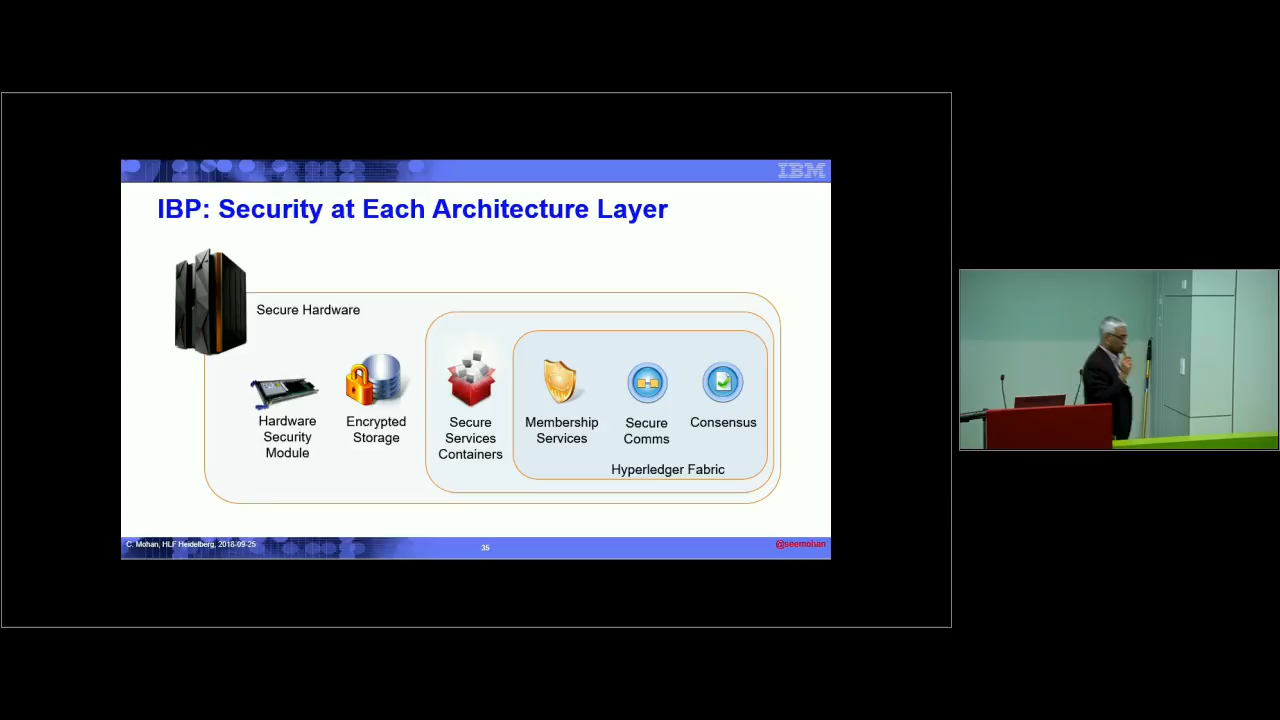 IBM
IBP: Security at Each Architecture Layer
Secure Hardware
Hardware
Security
Module
Encrypted
Storage
Secure
Services
Containers
Membership
Services
Secure
Comms
Consensus
Hyperledger Fabric
C. Mohan, HLF Heidelberg, 2018-09-25
35
@seemohan